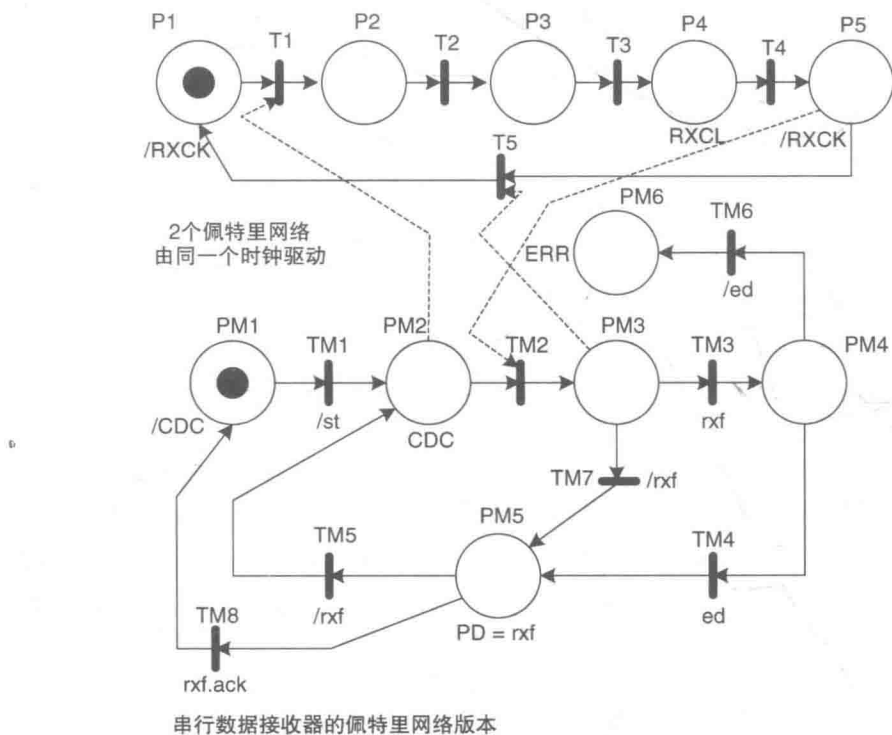 P1
T1
P2
T2
P3
T3
P4
T4
P5
/RXCK
RXCL
/RXCK
T5
2个佩特里网络
由同一个时钟驱动
PM6
TM6
ERR
/ed
PM1
TM1
PM2
TM2
PM3
TM3
PM4
/CDC
/st
CDC
rxf
TM7
/rxf
PM5
TM5
TM4
/rxf
PD = rxf
ed
TM8
rxf.ack
串行数据接收器的佩特里网络版本